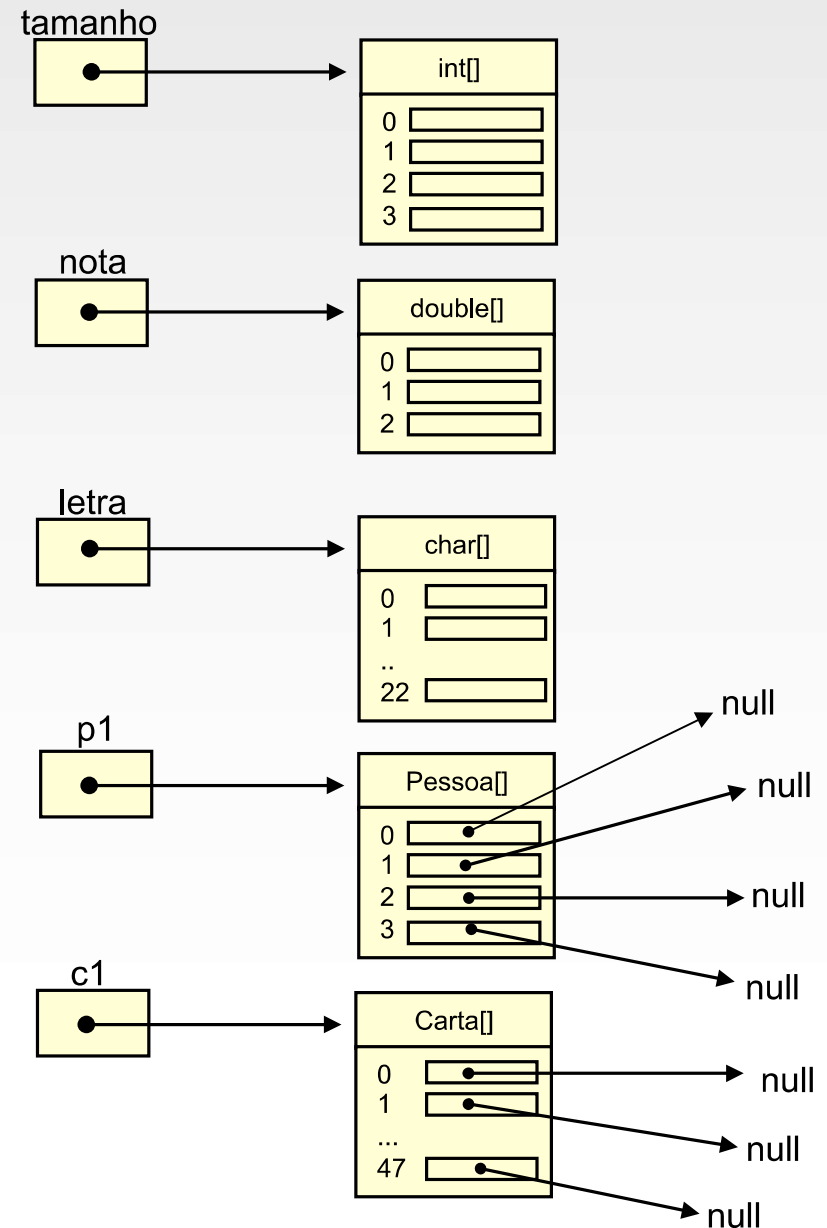 tamanho
int[]
0
1
2
3
nota
double[]
0
1
2
letra
char[]
0
1
..
22
p1
Pessoa[]
0
1
2
3
null
null
null
null
c1
Carta[]
0
1
...
47
null
null
null